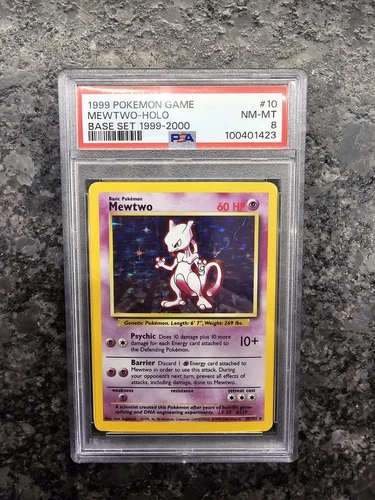 1999 POKEMON GAME #10
MEWTWO-HOLO NM-MT
BASE SET 1999-2000 8
PSA 100401423
Basic Pokémon
Mewtwo 60 HP
Genetic Pokémon. Length: 6' 7", Weight: 269 lbs.
Psychic Does 10 damage plus 10 more
damage for each Energy card attached to
the Defending Pokémon. 10+
Barrier Discard 1 Energy card attached to
Mewtwo in order to use this attack. During
your opponent's next turn, prevent all effects of
attacks, including damage, done to Mewtwo.
weakness resistance retreat cost
A scientist created this Pokémon after years of horrific gene-
splicing and DNA engineering experiments. LV. 53 #150